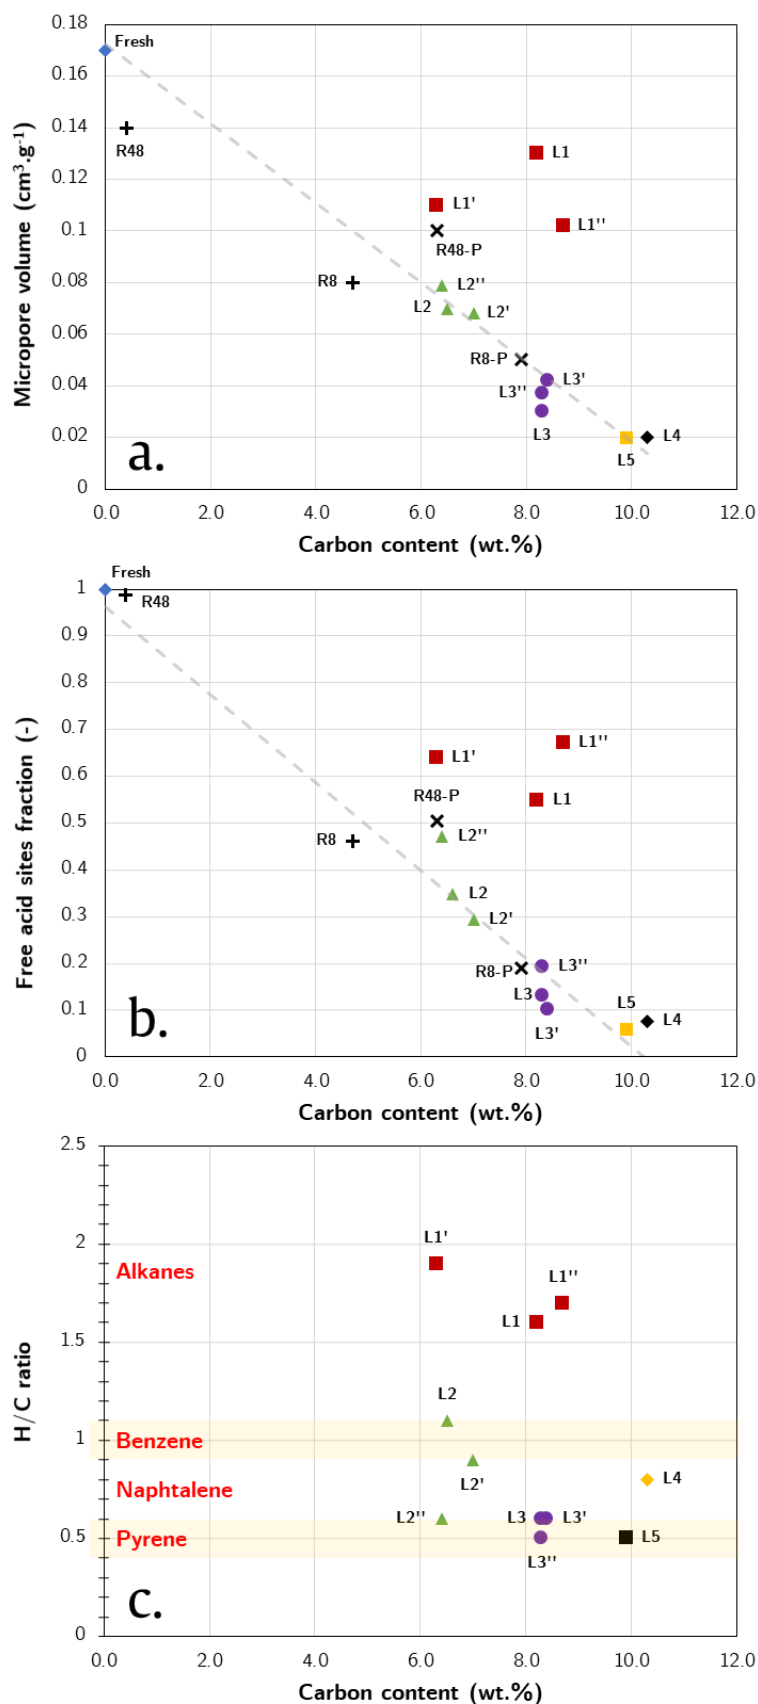 0.18
Fresh
0.16
Micropore volume (cm³.g⁻¹)
0.14
R48
L1
0.12
L1'
L1''
0.1
R48-P
0.08
R8
L2''
L2
L2'
0.06
R8-P
L3'
0.04
L3''
L3
0.02
L5
L4
a.
0
0.0 2.0 4.0 6.0 8.0 10.0 12.0
Carbon content (wt.%)
Fresh
1
R48
0.9
Free acid sites fraction (-)
0.8
0.7
L1'
L1''
0.6
R48-P
L1
0.5
R8
L2''
0.4
L2
L2'
0.3
0.2
R8-P
L3''
L3
L5
L4
0.1
L3'
b.
0
0.0 2.0 4.0 6.0 8.0 10.0 12.0
Carbon content (wt.%)
2.5
H/C ratio
2
L1'
Alkanes
L1''
L1
1.5
L2
Benzene
1
L2'
L4
Naphtalene
L2''
L3
L3'
Pyrene
0.5
L5
L3''
c.
0
0.0 2.0 4.0 6.0 8.0 10.0 12.0
Carbon content (wt.%)